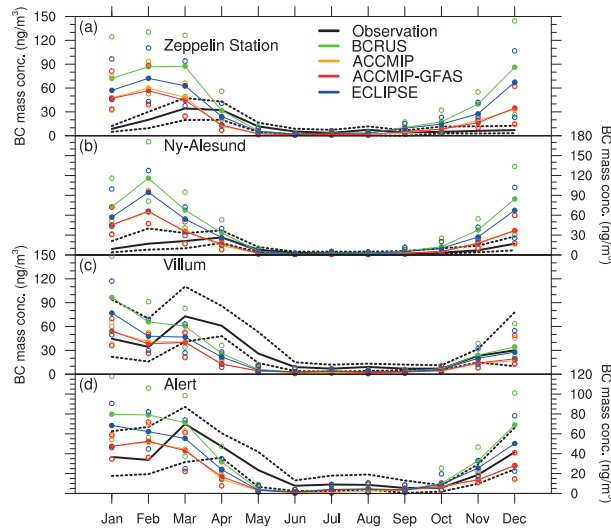 150
120
90
60
30
0
BC mass conc. (ng/m³)
(a)
Zeppelin Station
Observation
BCRUS
ACCMIP
ACCMIP-GFAS
ECLIPSE
(b)
Ny-Alesund
180
150
120
90
60
30
0
BC mass conc. (ng/m³)
150
120
90
60
30
0
BC mass conc. (ng/m³)
(c)
Villum
(d)
Alert
120
100
80
60
40
20
0
BC mass conc. (ng/m³)
Jan Feb Mar Apr May Jun Jul Aug Sep Oct Nov Dec